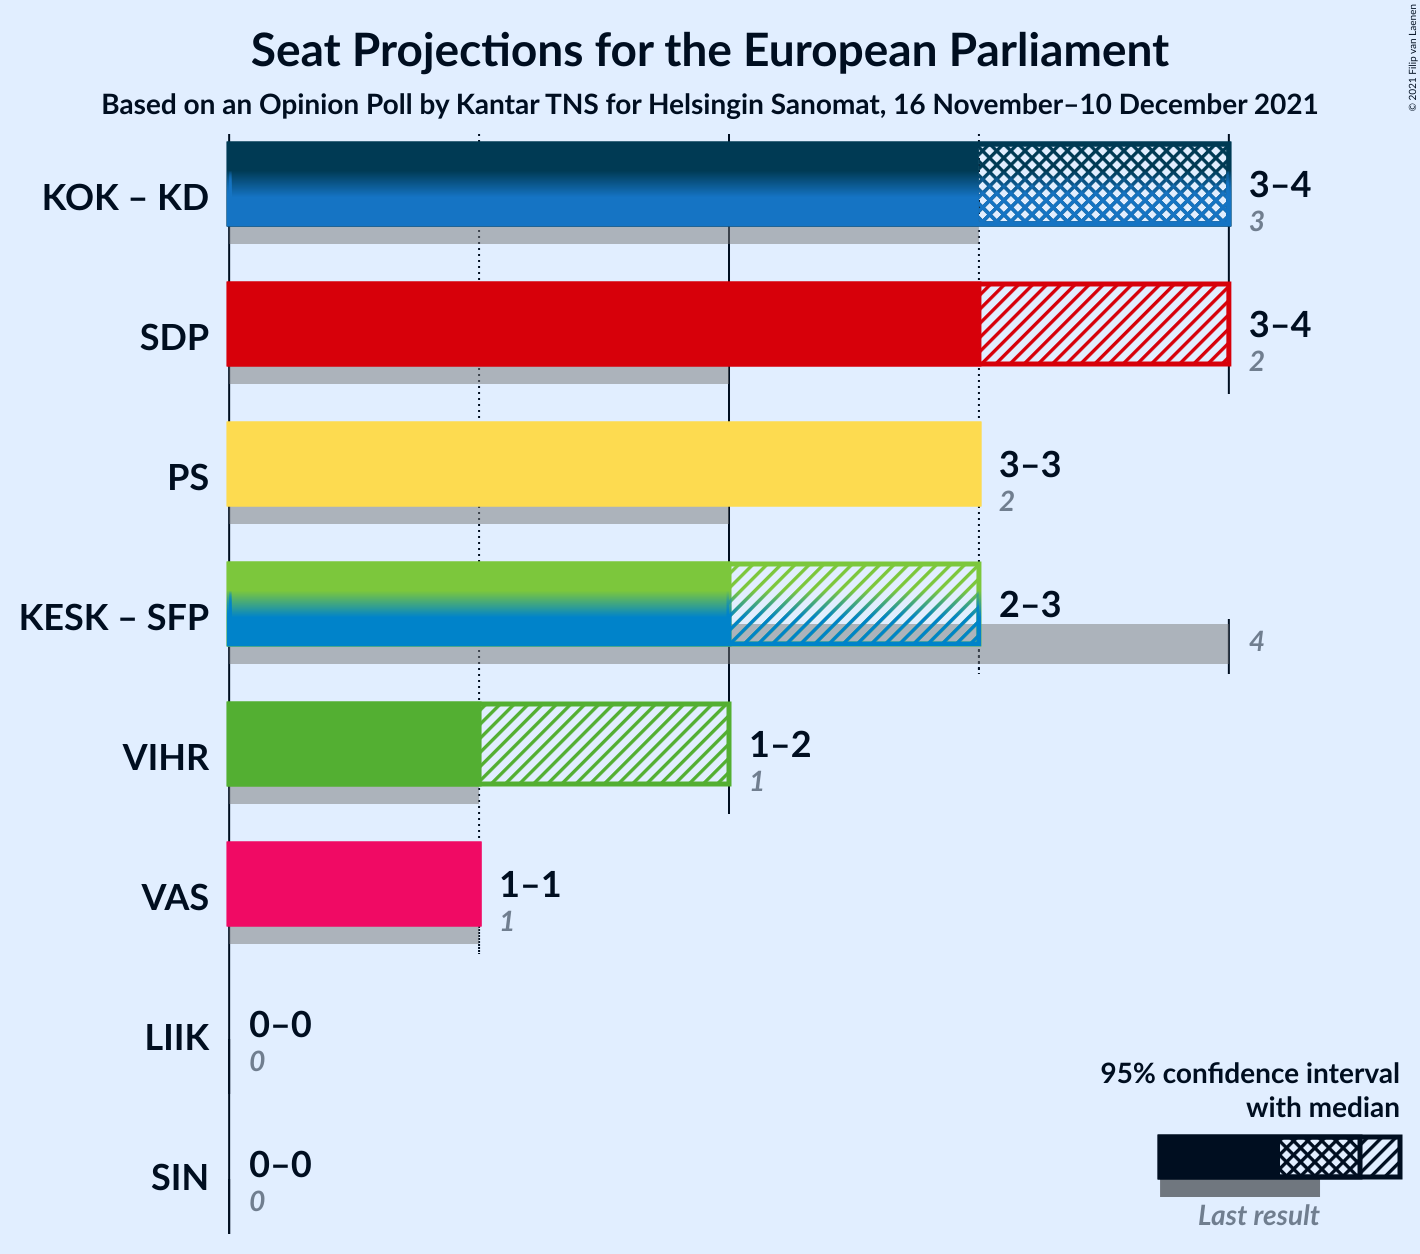 Seat Projections for the European Parliament
Based on an Opinion Poll by Kantar TNS for Helsingin Sanomat, 16 November–10 December 2021
© 2021 Filip van Laenen
KOK – KD
3–4
3
SDP
3–4
2
PS
3–3
2
KESK – SFP
2–3
4
VIHR
1–2
1
VAS
1–1
1
LIIK
0–0
0
SIN
0–0
0
95% confidence interval
with median
Last result